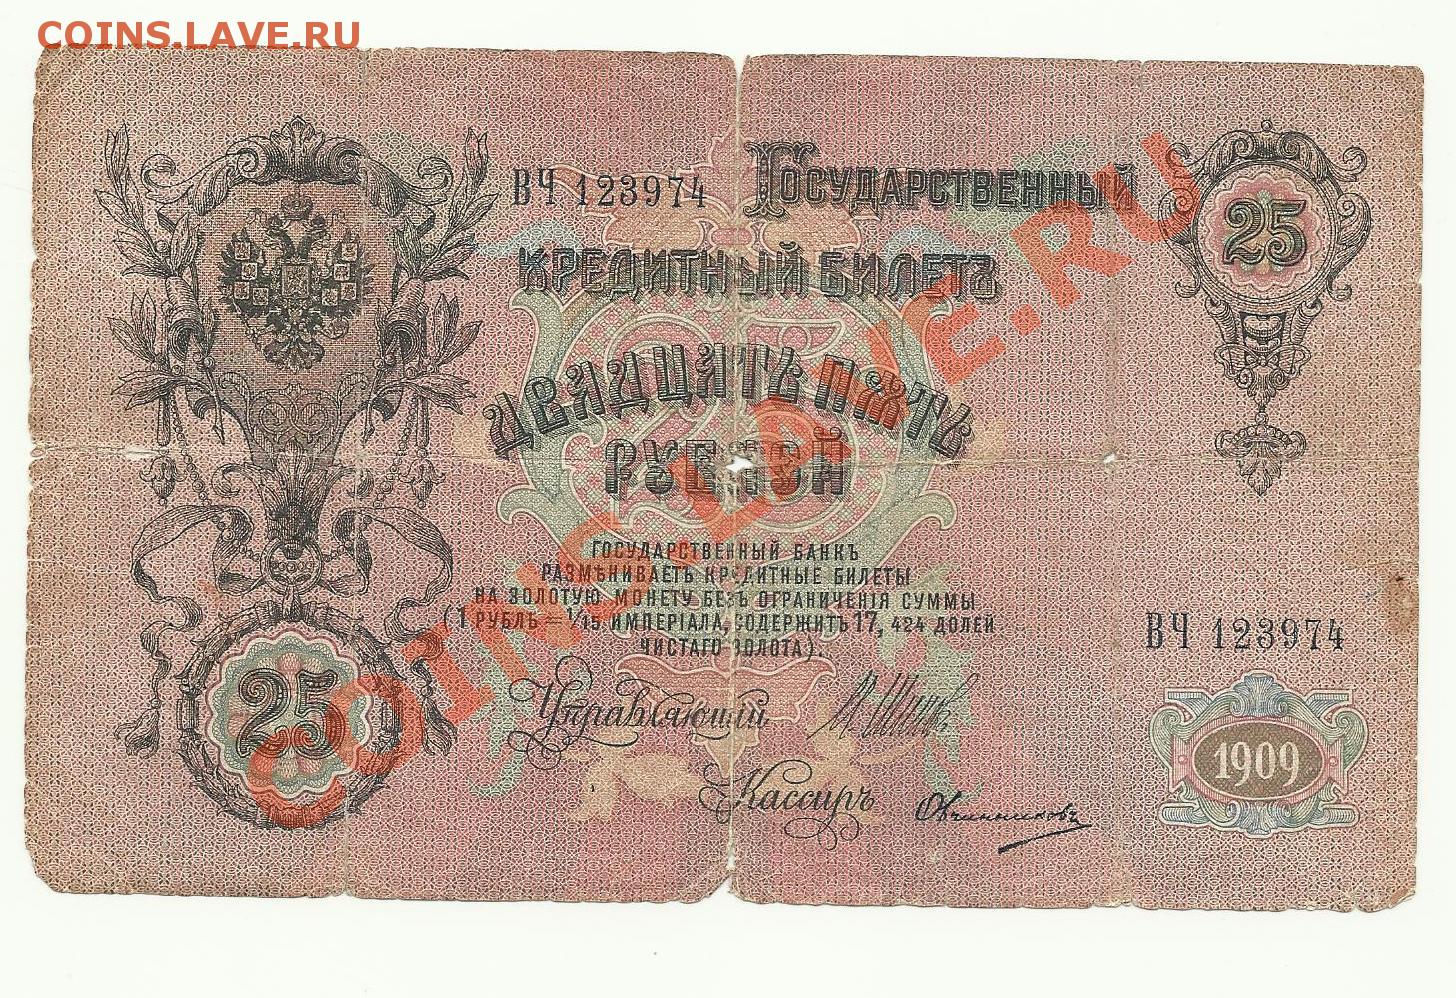 COINS.LAVE.RU
ВЧ 123974 ГОСУДАРСТВЕННЫЙ
КРЕДИТНЫЙ БИЛЕТЪ
25
ДВАДЦАТЬ ПЯТЬ
РУБЛЕЙ
ГОСУДАРСТВЕННЫЙ БАНКЪ
РАЗМѢНИВАЕТЪ КРЕДИТНЫЕ БИЛЕТЫ
НА ЗОЛОТУЮ МОНЕТУ БЕЗЪ ОГРАНИЧЕНІЯ СУММЫ
(1 РУБЛЬ = 1/15 ИМПЕРІАЛА, СОДЕРЖИТЪ 17, 424 ДОЛЕЙ
ЧИСТАГО ЗОЛОТА).
ВЧ 123974
25
Управляющий
Кассиръ Овчинниковъ
1909
COINS.LAVE.RU